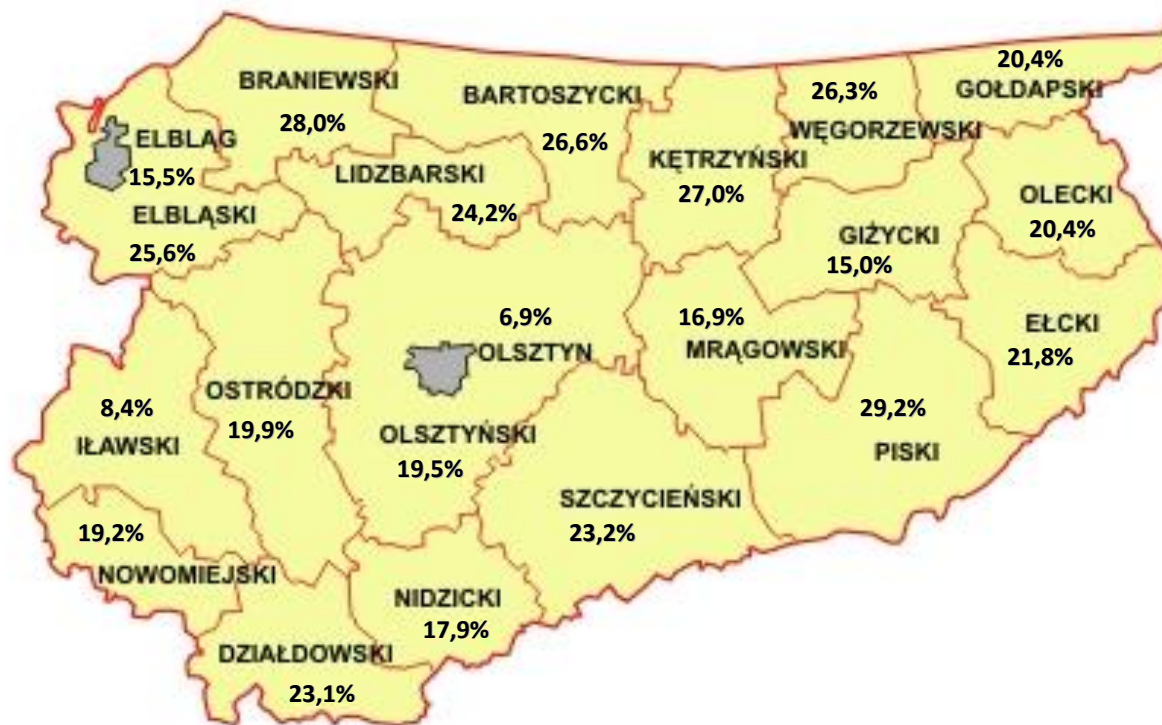 20,4%
GOŁDAPSKI
BRANIEWSKI
28,0%
BARTOSZYCKI
26,6%
26,3%
WĘGORZEWSKI
ELBLAG
15,5%
KĘTRZYŃSKI
27,0%
LIDZBARSKI
24,2%
OLECKI
20,4%
ELBLĄSKI
25,6%
GIŻYCKI
15,0%
6,9%
OLSZTYN
16,9%
MRĄGOWSKI
EŁCKI
21,8%
OSTRÓDZKI
19,9%
8,4%
IŁAWSKI
OLSZTYŃSKI
19,5%
29,2%
PISKI
SZCZYCIEŃSKI
23,2%
19,2%
NOWOMIEJSKI
NIDZICKI
17,9%
DZIAŁDOWSKI
23,1%